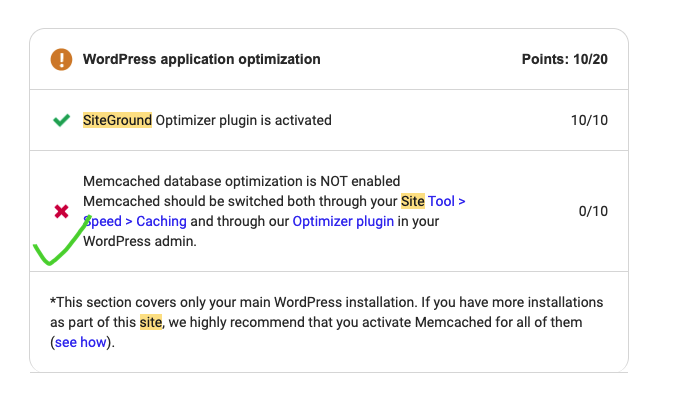 WordPress application optimization Points: 10/20
SiteGround Optimizer plugin is activated 10/10
Memcached database optimization is NOT enabled
Memcached should be switched both through your Site Tool >
Speed > Caching and through our Optimizer plugin in your 0/10
WordPress admin.
*This section covers only your main WordPress installation. If you have more installations
as part of this site, we highly recommend that you activate Memcached for all of them
(see how).